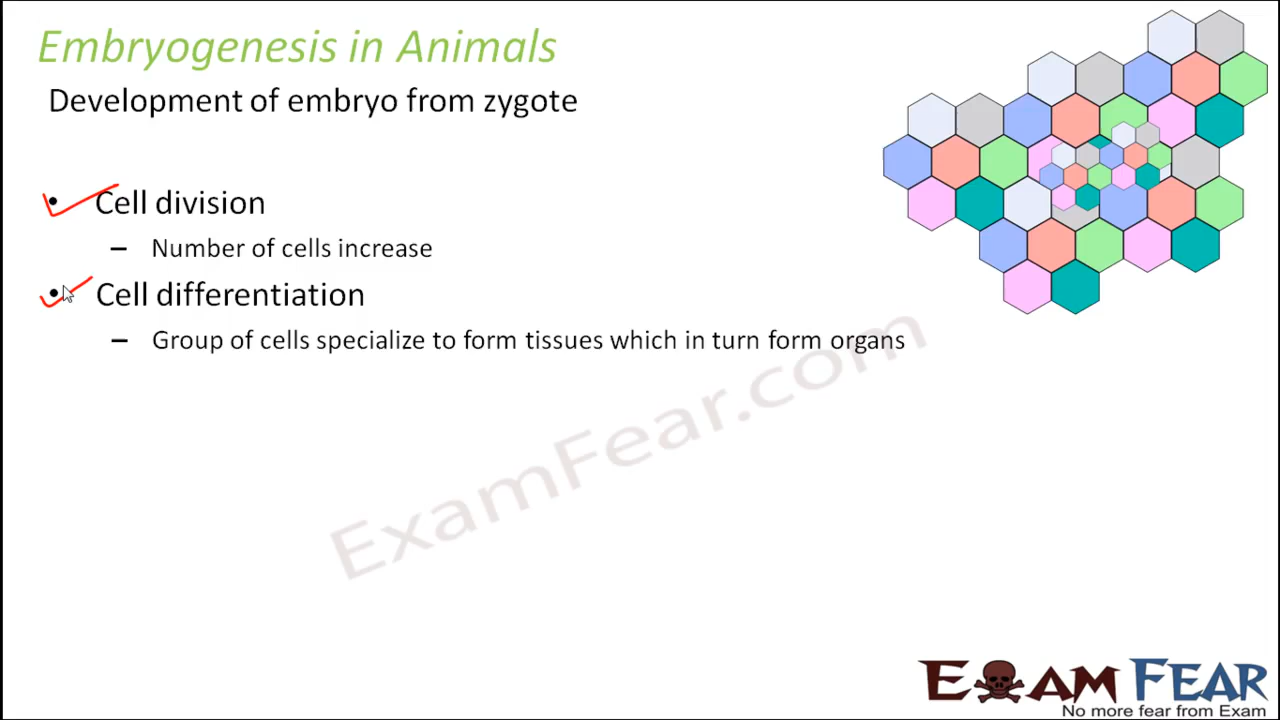 Embryogenesis in Animals
Development of embryo from zygote
• Cell division
– Number of cells increase
• Cell differentiation
– Group of cells specialize to form tissues which in turn form organs
ExamFear.com
EXAM FEAR
No more fear from Exam